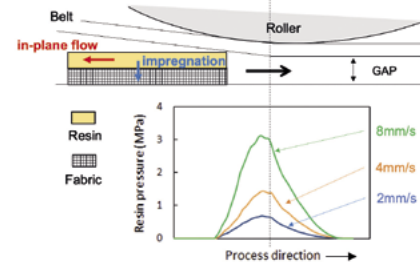 Belt
Roller
in-plane flow
impregnation
GAP
Resin
Fabric
Resin pressure (MPa)
4
3
2
1
0
8mm/s
4mm/s
2mm/s
Process direction